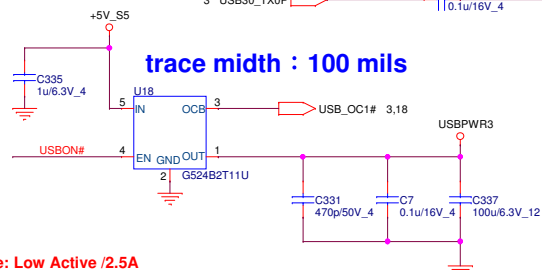 3 USB30_TX0P
0.1u/16V_4
+5V_S5
trace midth：100 mils
C335
1u/6.3V_4
U18
5 IN OCB 3
USB_OC1# 3,18
USBPWR3
USBON# 4 EN GND OUT 1
2 G524B2T11U
C331
470p/50V_4
C7
0.1u/16V_4
C337
100u/6.3V_12
e: Low Active /2.5A